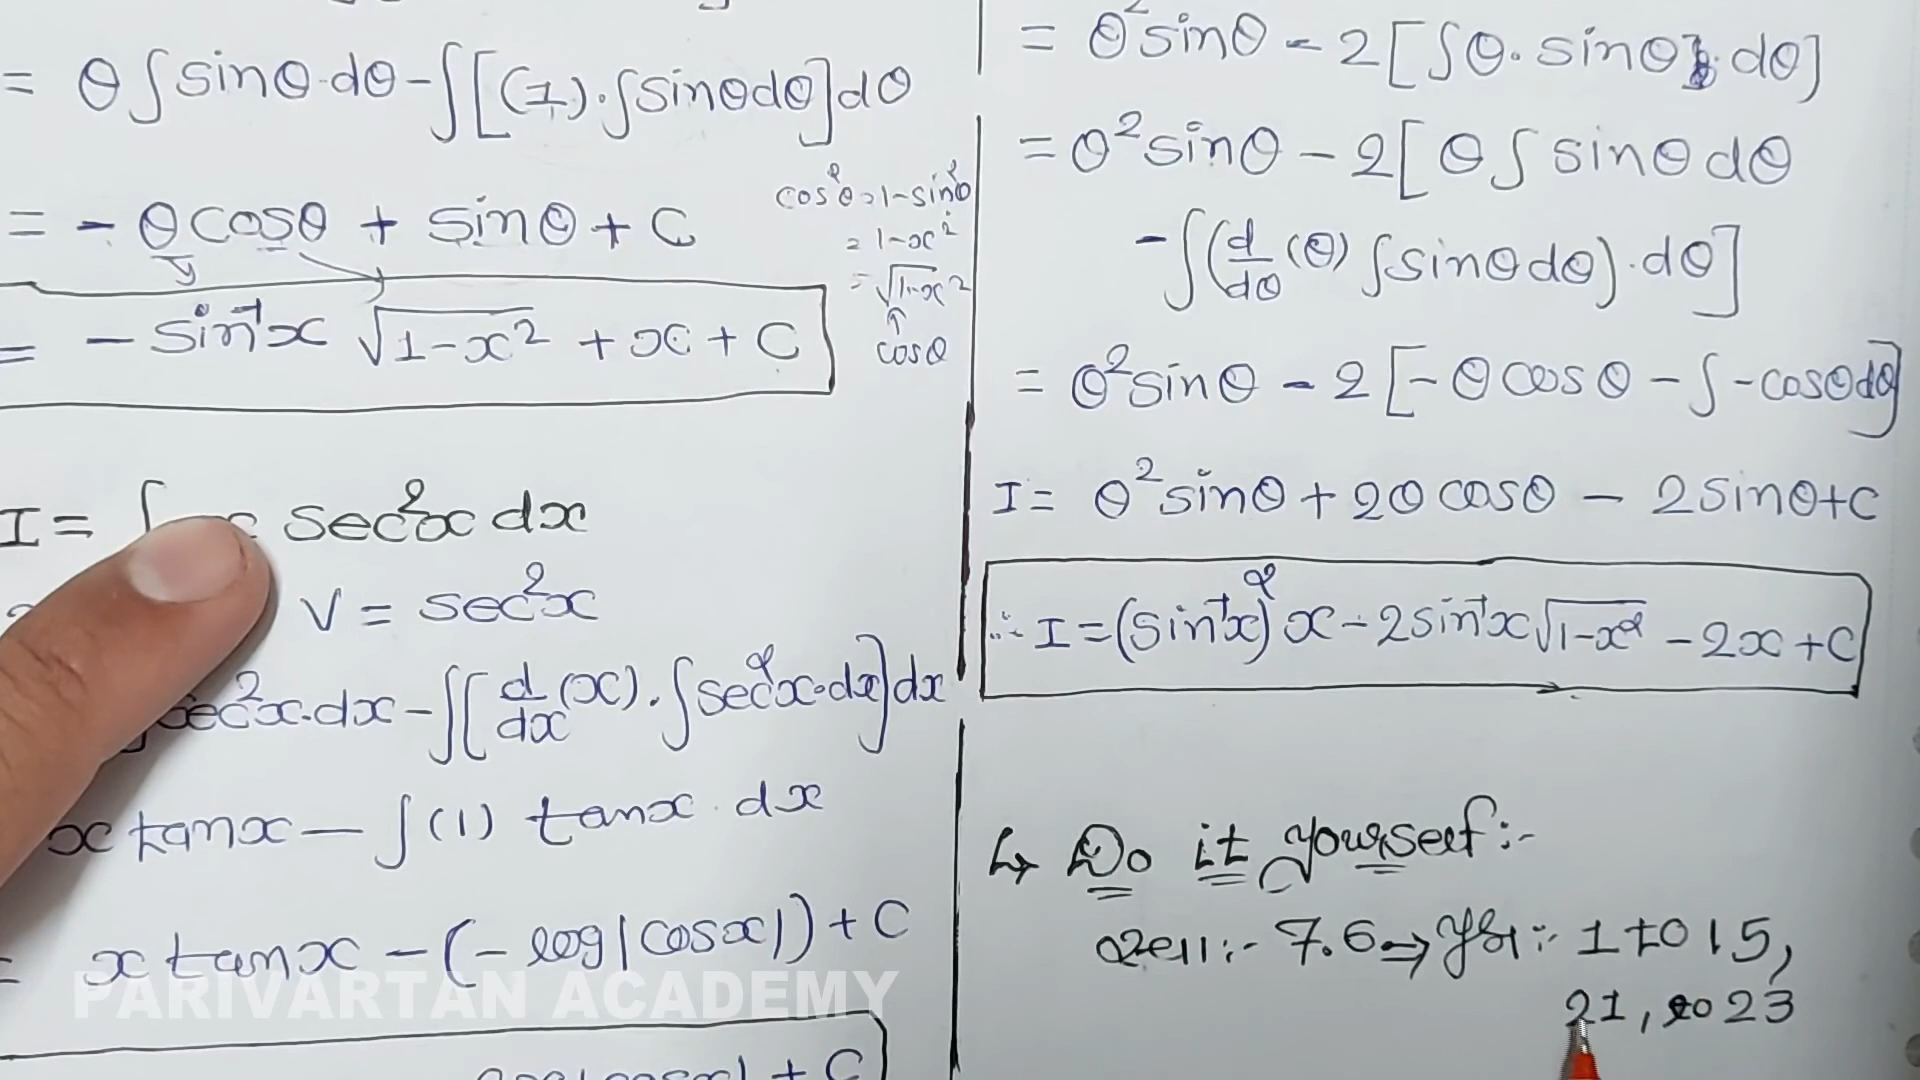 = θ∫sinθ·dθ-∫[(1)·∫sinθdθ]dθ
= - θcosθ + sinθ + C
cos²θ=1-sin²θ
= 1-x²
= √1-x²
↑
cosθ
= - sin⁻¹x √1-x² + x + C
I = ∫ sec²x dx
V = sec²x
sec²x·dx-∫[d/dx(x)·∫sec²x·dx]dx
x tanx - ∫(1) tanx·dx
= x tanx - (-log|cosx|) + C
+ C
= θ²sinθ - 2[∫θ·sinθ·dθ]
= θ²sinθ - 2[θ∫sinθdθ
-∫(d/dθ(θ)∫sinθdθ)·dθ]
= θ²sinθ - 2[-θcosθ - ∫-cosθdθ]
I = θ²sinθ + 2θcosθ - 2sinθ+C
∴ I = (sin⁻¹x)²x - 2sin⁻¹x√1-x² - 2x + C
↳ Do it yourself:-
7.6 → 1 to 15,
21, 23
PARIVARTAN ACADEMY